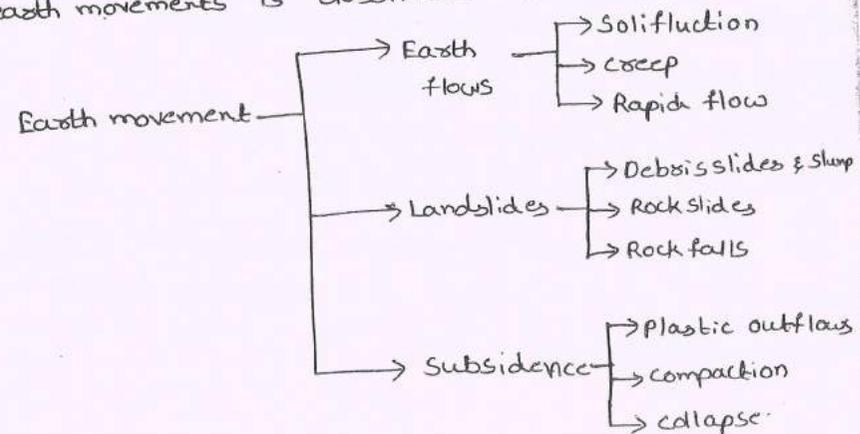 earth movements is
Earth movement
Earth
flows
Solifluction
creep
Rapid flow
Landslides
Debris slides & Slump
Rock slides
Rock falls
Subsidence
Plastic outflows
compaction
collapse.